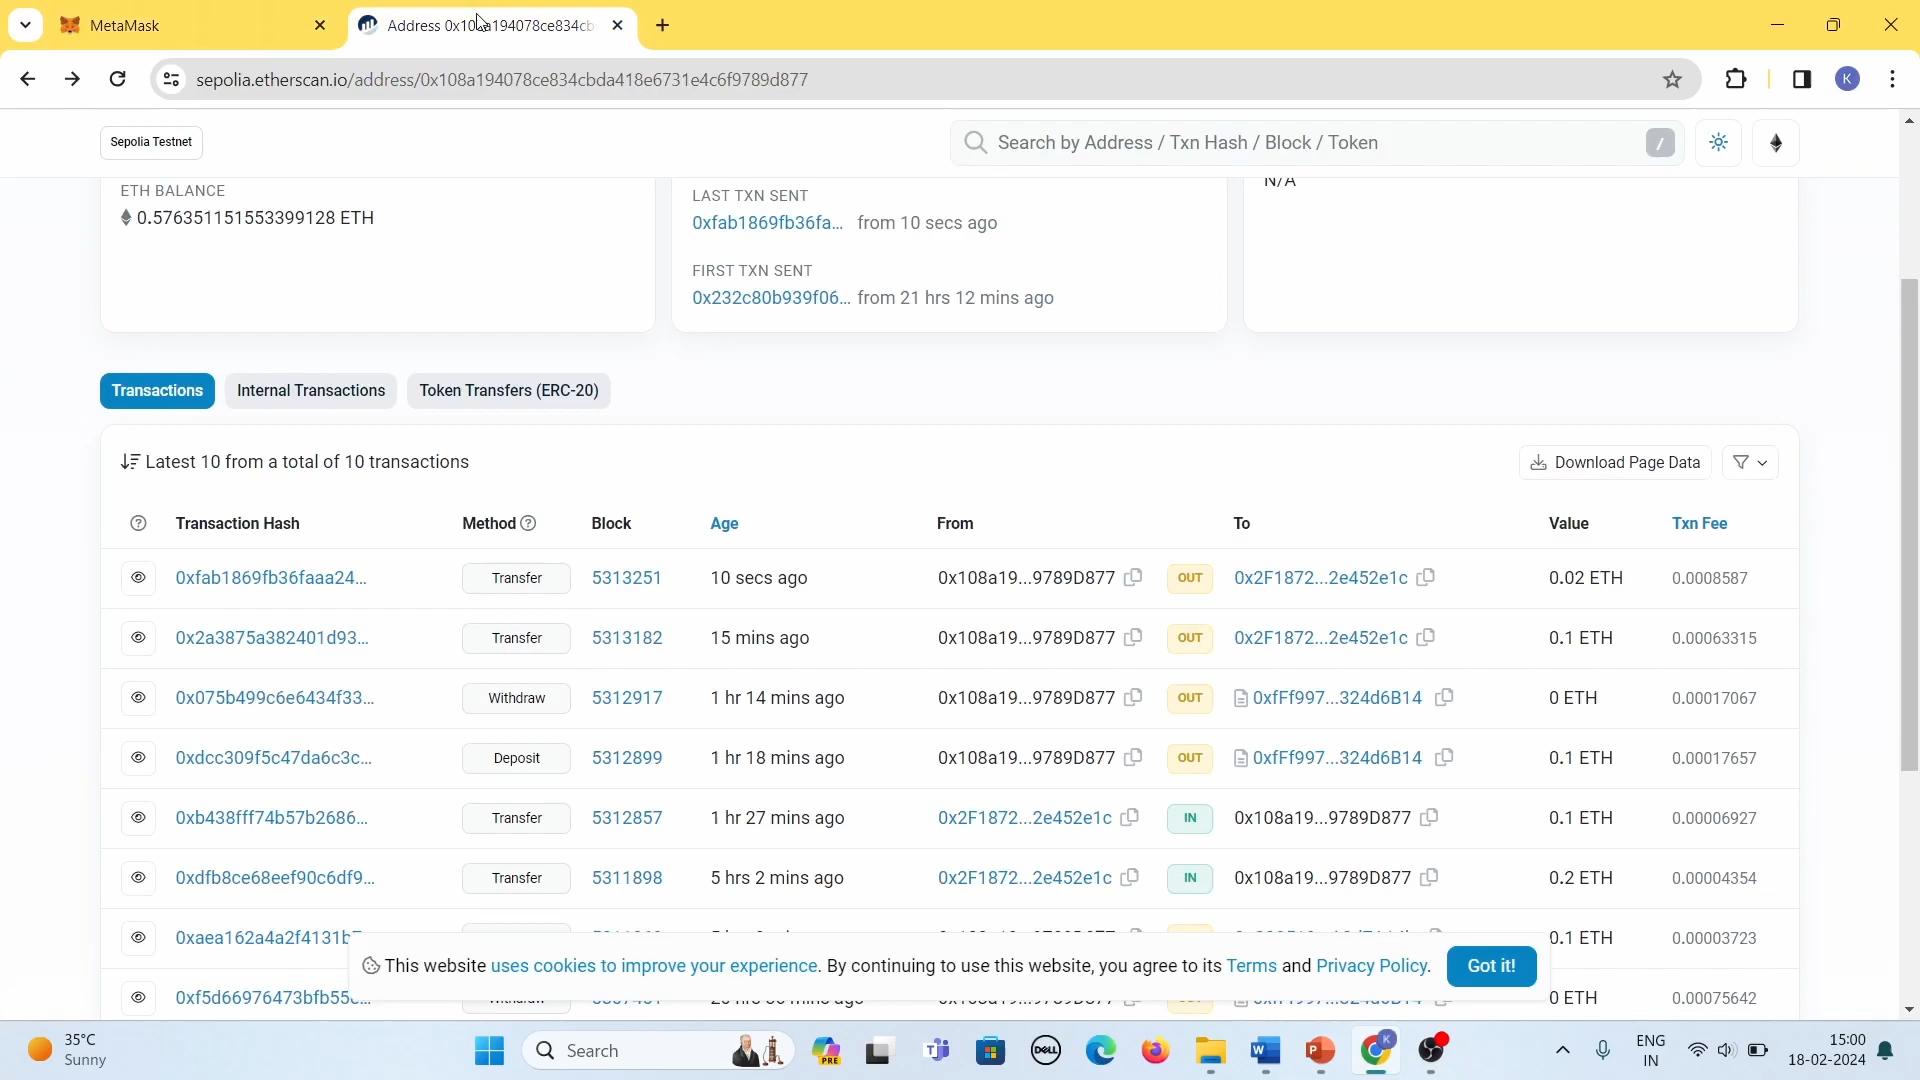 MetaMask
Address 0x108a194078ce834cb
sepolia.etherscan.io/address/0x108a194078ce834cbda418e6731e4c6f9789d877
K
Sepolia Testnet
Search by Address / Txn Hash / Block / Token
/
ETH BALANCE
0.576351151553399128 ETH
LAST TXN SENT
0xfab1869fb36fa... from 10 secs ago
FIRST TXN SENT
0x232c80b939f06... from 21 hrs 12 mins ago
N/A
Transactions
Internal Transactions
Token Transfers (ERC-20)
Latest 10 from a total of 10 transactions
Download Page Data
Transaction Hash Method Block Age From To Value Txn Fee
0xfab1869fb36faaa24... Transfer 5313251 10 secs ago 0x108a19...9789D877 OUT 0x2F1872...2e452e1c 0.02 ETH 0.0008587
0x2a3875a382401d93... Transfer 5313182 15 mins ago 0x108a19...9789D877 OUT 0x2F1872...2e452e1c 0.1 ETH 0.00063315
0x075b499c6e6434f33... Withdraw 5312917 1 hr 14 mins ago 0x108a19...9789D877 OUT 0xfFf997...324d6B14 0 ETH 0.00017067
0xdcc309f5c47da6c3c... Deposit 5312899 1 hr 18 mins ago 0x108a19...9789D877 OUT 0xfFf997...324d6B14 0.1 ETH 0.00017657
0xb438fff74b57b2686... Transfer 5312857 1 hr 27 mins ago 0x2F1872...2e452e1c IN 0x108a19...9789D877 0.1 ETH 0.00006927
0xdfb8ce68eef90c6df9... Transfer 5311898 5 hrs 2 mins ago 0x2F1872...2e452e1c IN 0x108a19...9789D877 0.2 ETH 0.00004354
0xaea162a4a2f4131b 0.1 ETH 0.00003723
This website uses cookies to improve your experience. By continuing to use this website, you agree to its Terms and Privacy Policy.
Got it!
0xf5d66976473bfb55 0 ETH 0.00075642
35°C
Sunny
Search
PRE
DELL
K
ENG
IN
15:00
18-02-2024